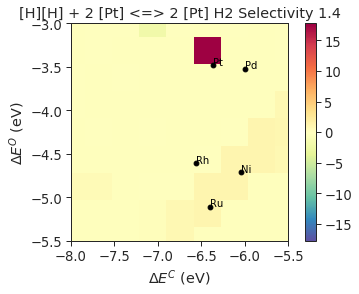 [H][H] + 2 [Pt] <=> 2 [Pt] H2 Selectivity 1.4
−3.0
−3.5
−4.0
−4.5
−5.0
−5.5
ΔE^O (eV)
Pt
Pd
Rh
Ni
Ru
−8.0 −7.5 −7.0 −6.5 −6.0 −5.5
ΔE^C (eV)
15
10
5
0
−5
−10
−15